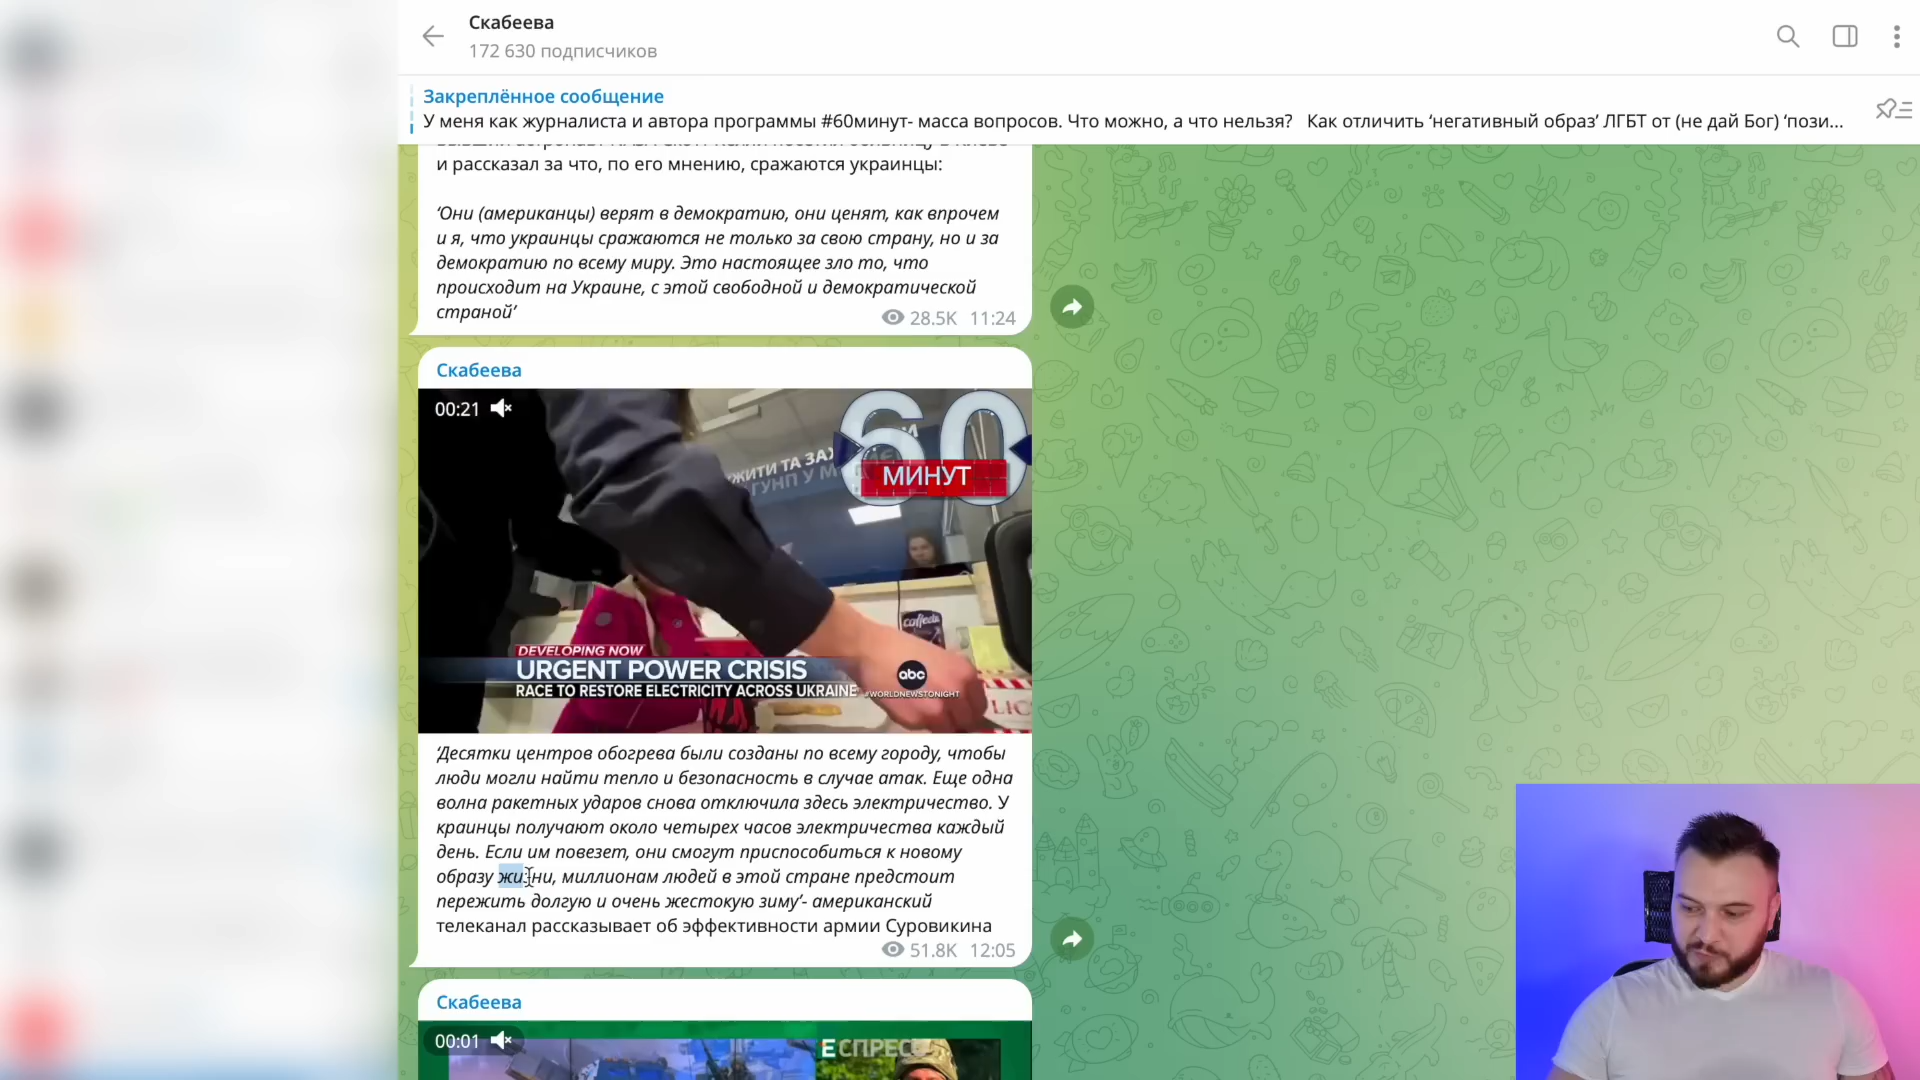 Скабеева
172 630 подписчиков
Закреплённое сообщение
У меня как журналиста и автора программы #60минут- масса вопросов. Что можно, а что нельзя? Как отличить ‘негативный образ’ ЛГБТ от (не дай Бог) ‘пози...
и рассказал за что, по его мнению, сражаются украинцы:
‘Они (американцы) верят в демократию, они ценят, как впрочем
и я, что украинцы сражаются не только за свою страну, но и за
демократию по всему миру. Это настоящее зло то, что
происходит на Украине, с этой свободной и демократической
страной’
28.5K 11:24
Скабеева
00:21
60
МИНУТ
ЖИТИ ТА
ГУНП У
caffeda
DEVELOPING NOW
URGENT POWER CRISIS
RACE TO RESTORE ELECTRICITY ACROSS UKRAINE
abc
#WORLDNEWSTONIGHT
‘Десятки центров обогрева были созданы по всему городу, чтобы
люди могли найти тепло и безопасность в случае атак. Еще одна
волна ракетных ударов снова отключила здесь электричество. У
краинцы получают около четырех часов электричества каждый
день. Если им повезет, они смогут приспособиться к новому
образу жизни, миллионам людей в этой стране предстоит
пережить долгую и очень жестокую зиму’- американский
телеканал рассказывает об эффективности армии Суровикина
51.8K 12:05
Скабеева
00:01
ЕСПРЕСО